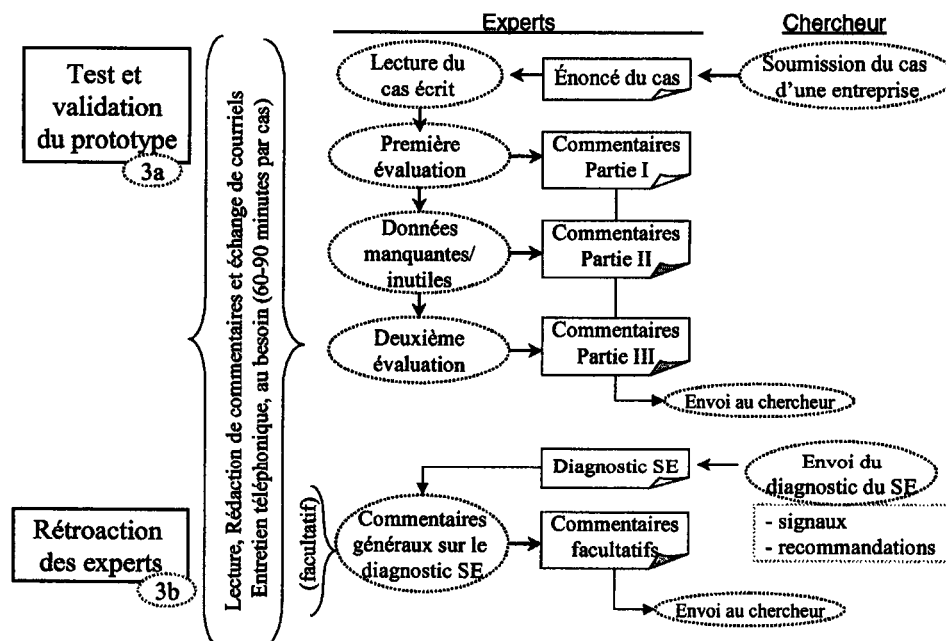 Experts
Chercheur
Test et
validation
du prototype
3a
Lecture, Rédaction de commentaires et échange de courriels
Entretien téléphonique, au besoin (60-90 minutes par cas)
Lecture du
cas écrit
Énoncé du cas
Soumission du cas
d'une entreprise
Première
évaluation
Commentaires
Partie I
Données
manquantes/
inutiles
Commentaires
Partie II
Deuxième
évaluation
Commentaires
Partie III
Envoi au chercheur
Rétroaction
des experts
3b
(facultatif)
Diagnostic SE
Envoi du
diagnostic du SE
- signaux
- recommandations
Commentaires
généraux sur le
diagnostic SE
Commentaires
facultatifs
Envoi au chercheur